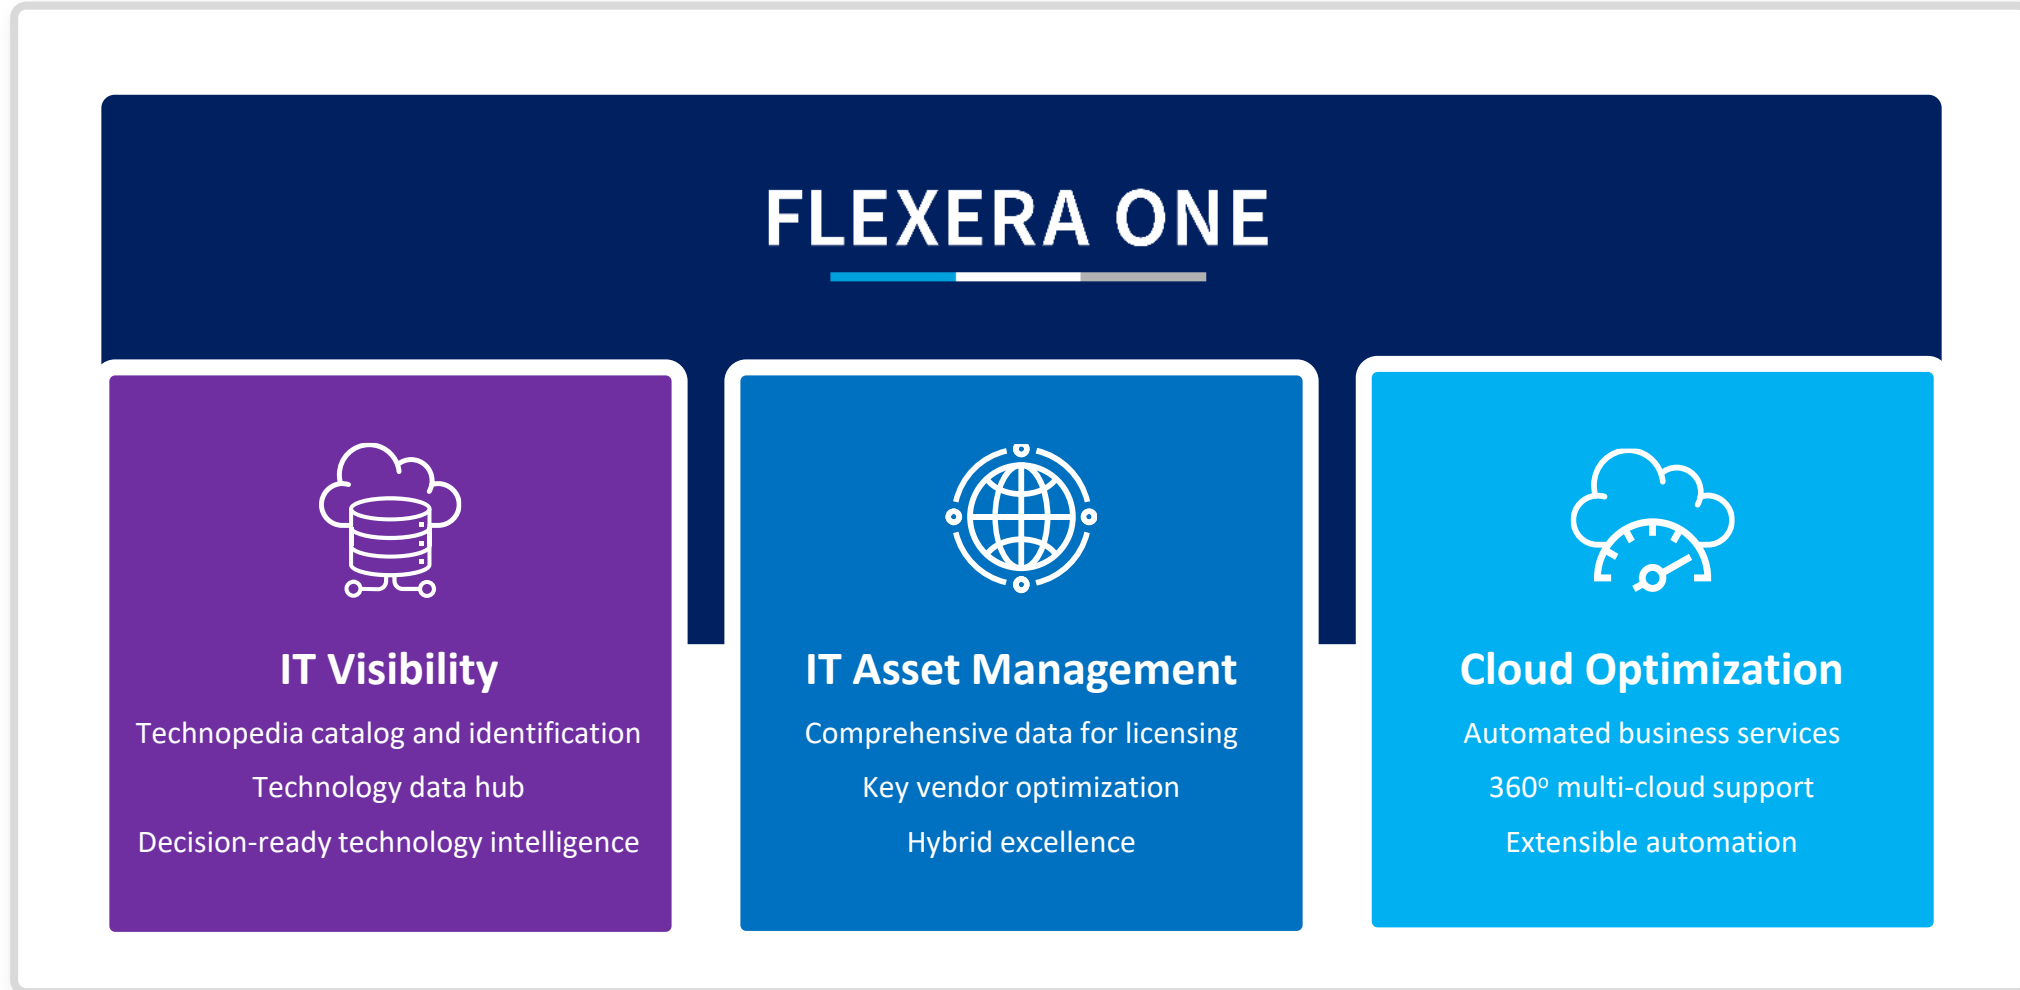 FLEXERA ONE
IT Visibility
Technopedia catalog and identification
Technology data hub
Decision-ready technology intelligence
IT Asset Management
Comprehensive data for licensing
Key vendor optimization
Hybrid excellence
Cloud Optimization
Automated business services
360º multi-cloud support
Extensible automation